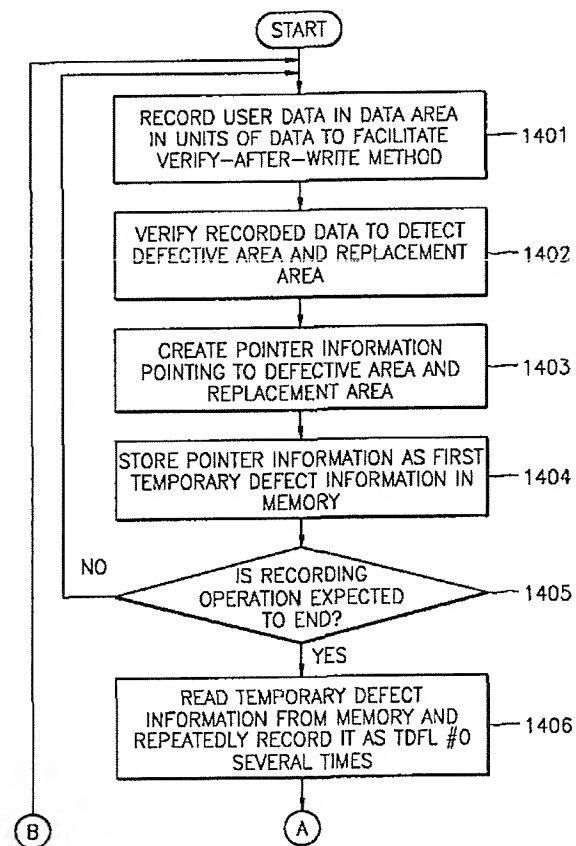 START
RECORD USER DATA IN DATA AREA
IN UNITS OF DATA TO FACILITATE
VERIFY-AFTER-WRITE METHOD
1401
VERIFY RECORDED DATA TO DETECT
DEFECTIVE AREA AND REPLACEMENT
AREA
1402
CREATE POINTER INFORMATION
POINTING TO DEFECTIVE AREA AND
REPLACEMENT AREA
1403
STORE POINTER INFORMATION AS FIRST
TEMPORARY DEFECT INFORMATION IN
MEMORY
1404
NO
IS RECORDING
OPERATION EXPECTED
TO END?
1405
YES
READ TEMPORARY DEFECT
INFORMATION FROM MEMORY AND
REPEATEDLY RECORD IT AS TDFL #0
SEVERAL TIMES
1406
B
A